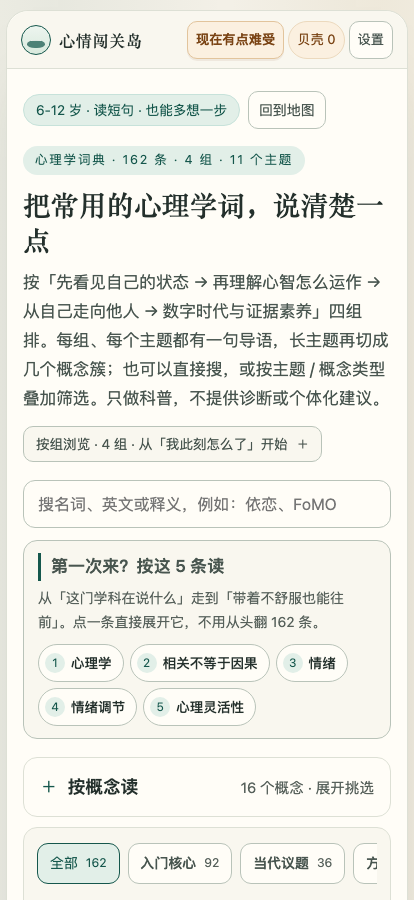 心情闯关岛 现在有点难受 贝壳 0 设置
6-12 岁 · 读短句 · 也能多想一步 回到地图
心理学词典 · 162 条 · 4 组 · 11 个主题
把常用的心理学词，说清楚一
点
按「先看见自己的状态 → 再理解心智怎么运作 →
从自己走向他人 → 数字时代与证据素养」四组
排。每组、每个主题都有一句导语，长主题再切成
几个概念簇；也可以直接搜，或按主题 / 概念类型
叠加筛选。只做科普，不提供诊断或个体化建议。
按组浏览 · 4 组 · 从「我此刻怎么了」开始 +
搜名词、英文或释义，例如：依恋、FoMO
第一次来？按这 5 条读
从「这门学科在说什么」走到「带着不舒服也能往
前」。点一条直接展开它，不用从头翻 162 条。
1 心理学 2 相关不等于因果 3 情绪
4 情绪调节 5 心理灵活性
+ 按概念读 16 个概念 · 展开挑选
全部 162 入门核心 92 当代议题 36